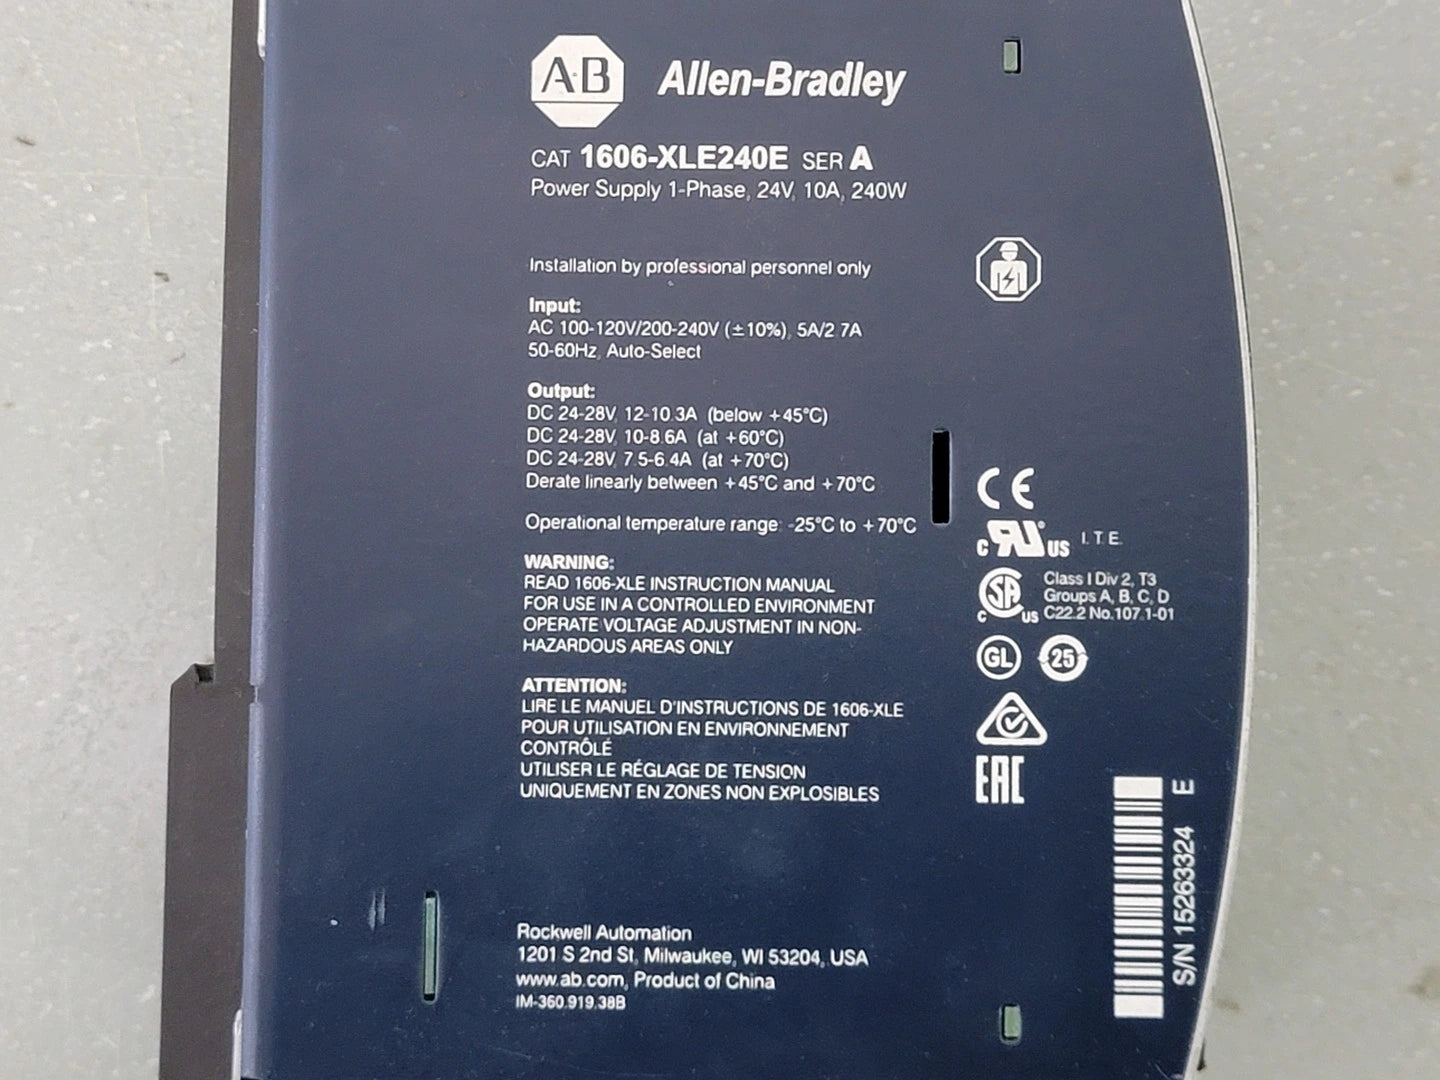 A·B Allen-Bradley
CAT 1606-XLE240E SER A
Power Supply 1-Phase, 24V, 10A, 240W
Installation by professional personnel only
Input:
AC 100-120V/200-240V (±10%), 5A/2.7A
50-60Hz, Auto-Select
Output:
DC 24-28V, 12-10.3A (below +45°C)
DC 24-28V, 10-8.6A (at +60°C)
DC 24-28V, 7.5-6.4A (at +70°C)
Derate linearly between +45°C and +70°C
Operational temperature range: -25°C to +70°C
WARNING:
READ 1606-XLE INSTRUCTION MANUAL
FOR USE IN A CONTROLLED ENVIRONMENT
OPERATE VOLTAGE ADJUSTMENT IN NON-
HAZARDOUS AREAS ONLY
ATTENTION:
LIRE LE MANUEL D'INSTRUCTIONS DE 1606-XLE
POUR UTILISATION EN ENVIRONNEMENT
CONTRÔLÉ
UTILISER LE RÉGLAGE DE TENSION
UNIQUEMENT EN ZONES NON EXPLOSIBLES
Rockwell Automation
1201 S 2nd St, Milwaukee, WI 53204, USA
www.ab.com, Product of China
IM-360.919.38B
CE
c RU US I.T.E.
c SA US Class I Div 2, T3
Groups A, B, C, D
C22.2 No.107.1-01
GL 25
EAC
S/N 15263324 E